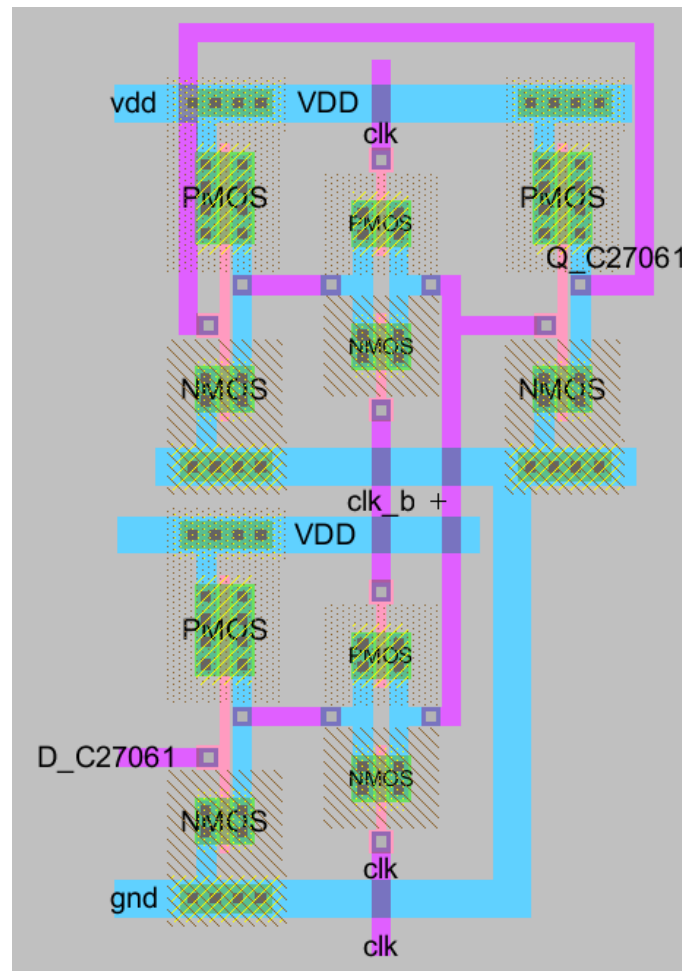 vdd VDD
clk
PMOS PMOS PMOS
Q_C27061
NMOS
NMOS NMOS
clk_b
VDD
PMOS PMOS
D_C27061
NMOS
NMOS
clk
gnd
clk